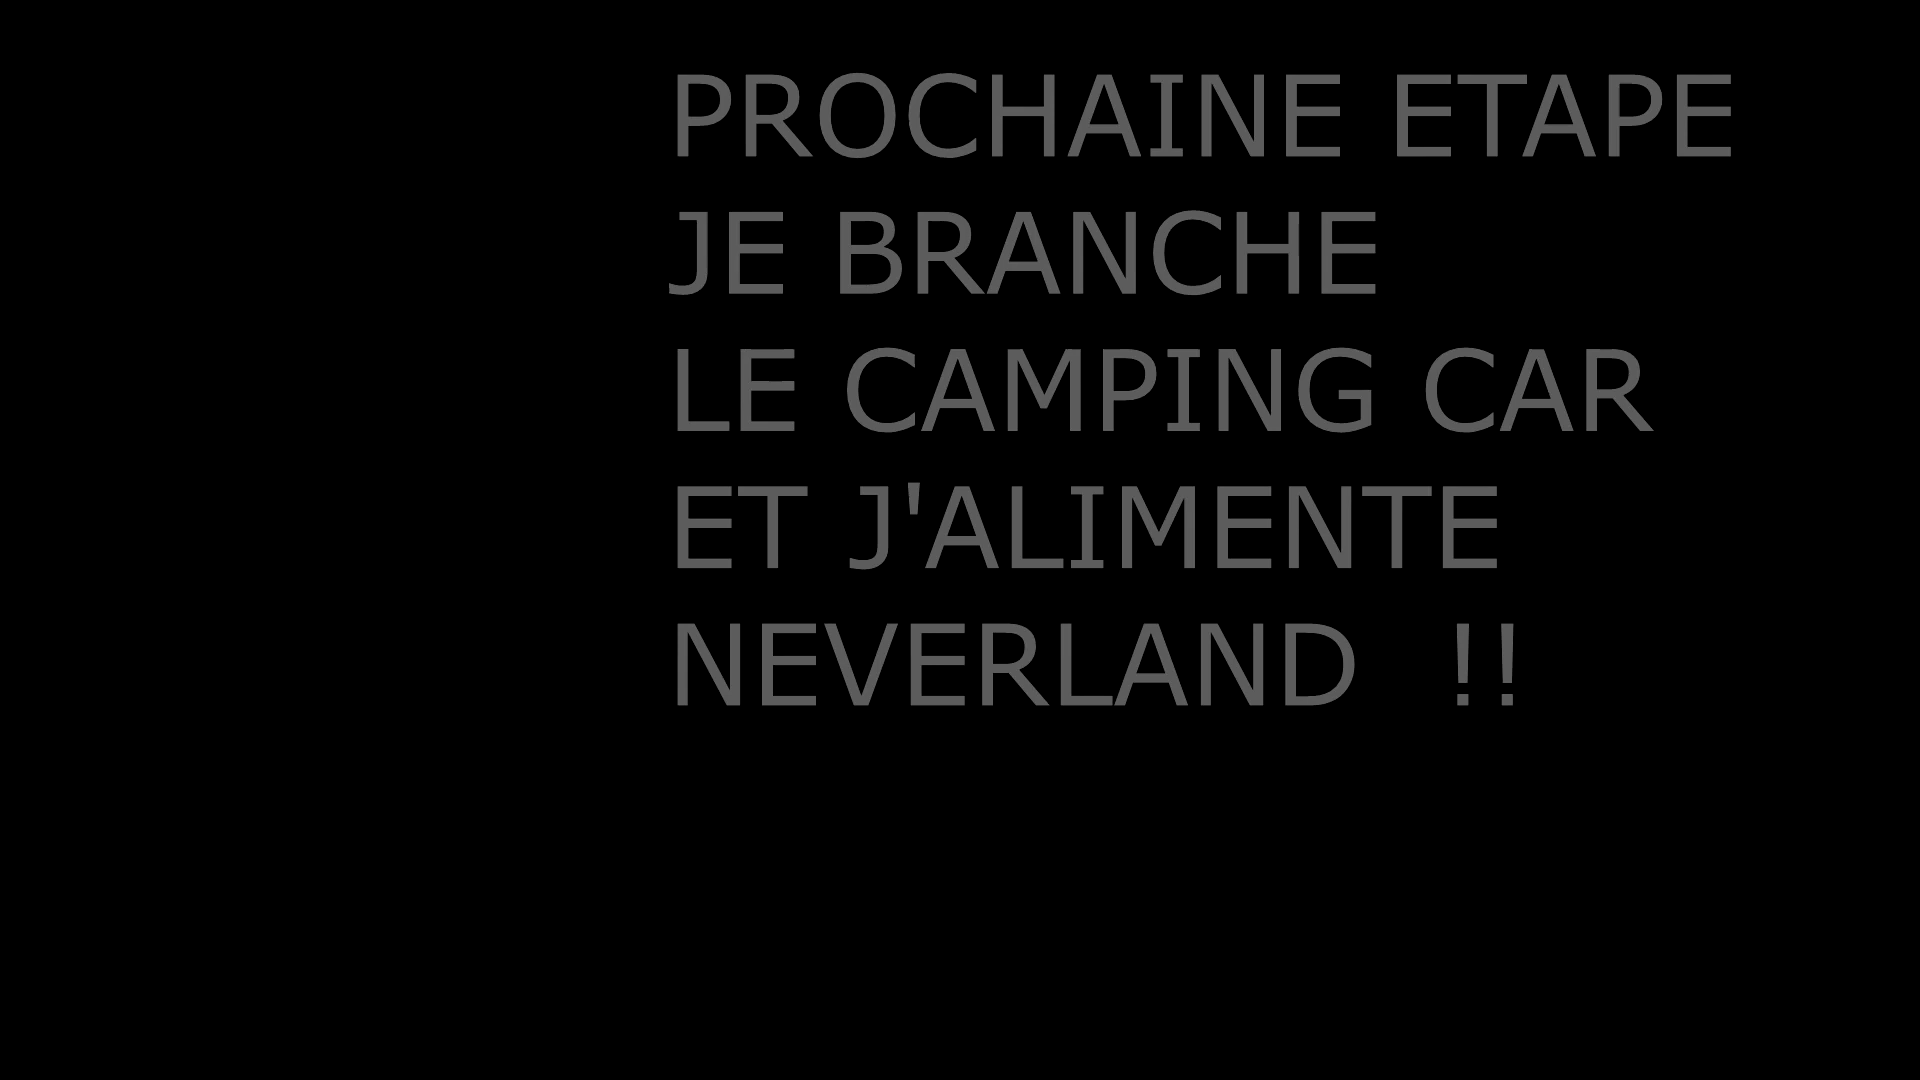 PROCHAINE ETAPE
JE BRANCHE
LE CAMPING CAR
ET J'ALIMENTE
NEVERLAND  !!